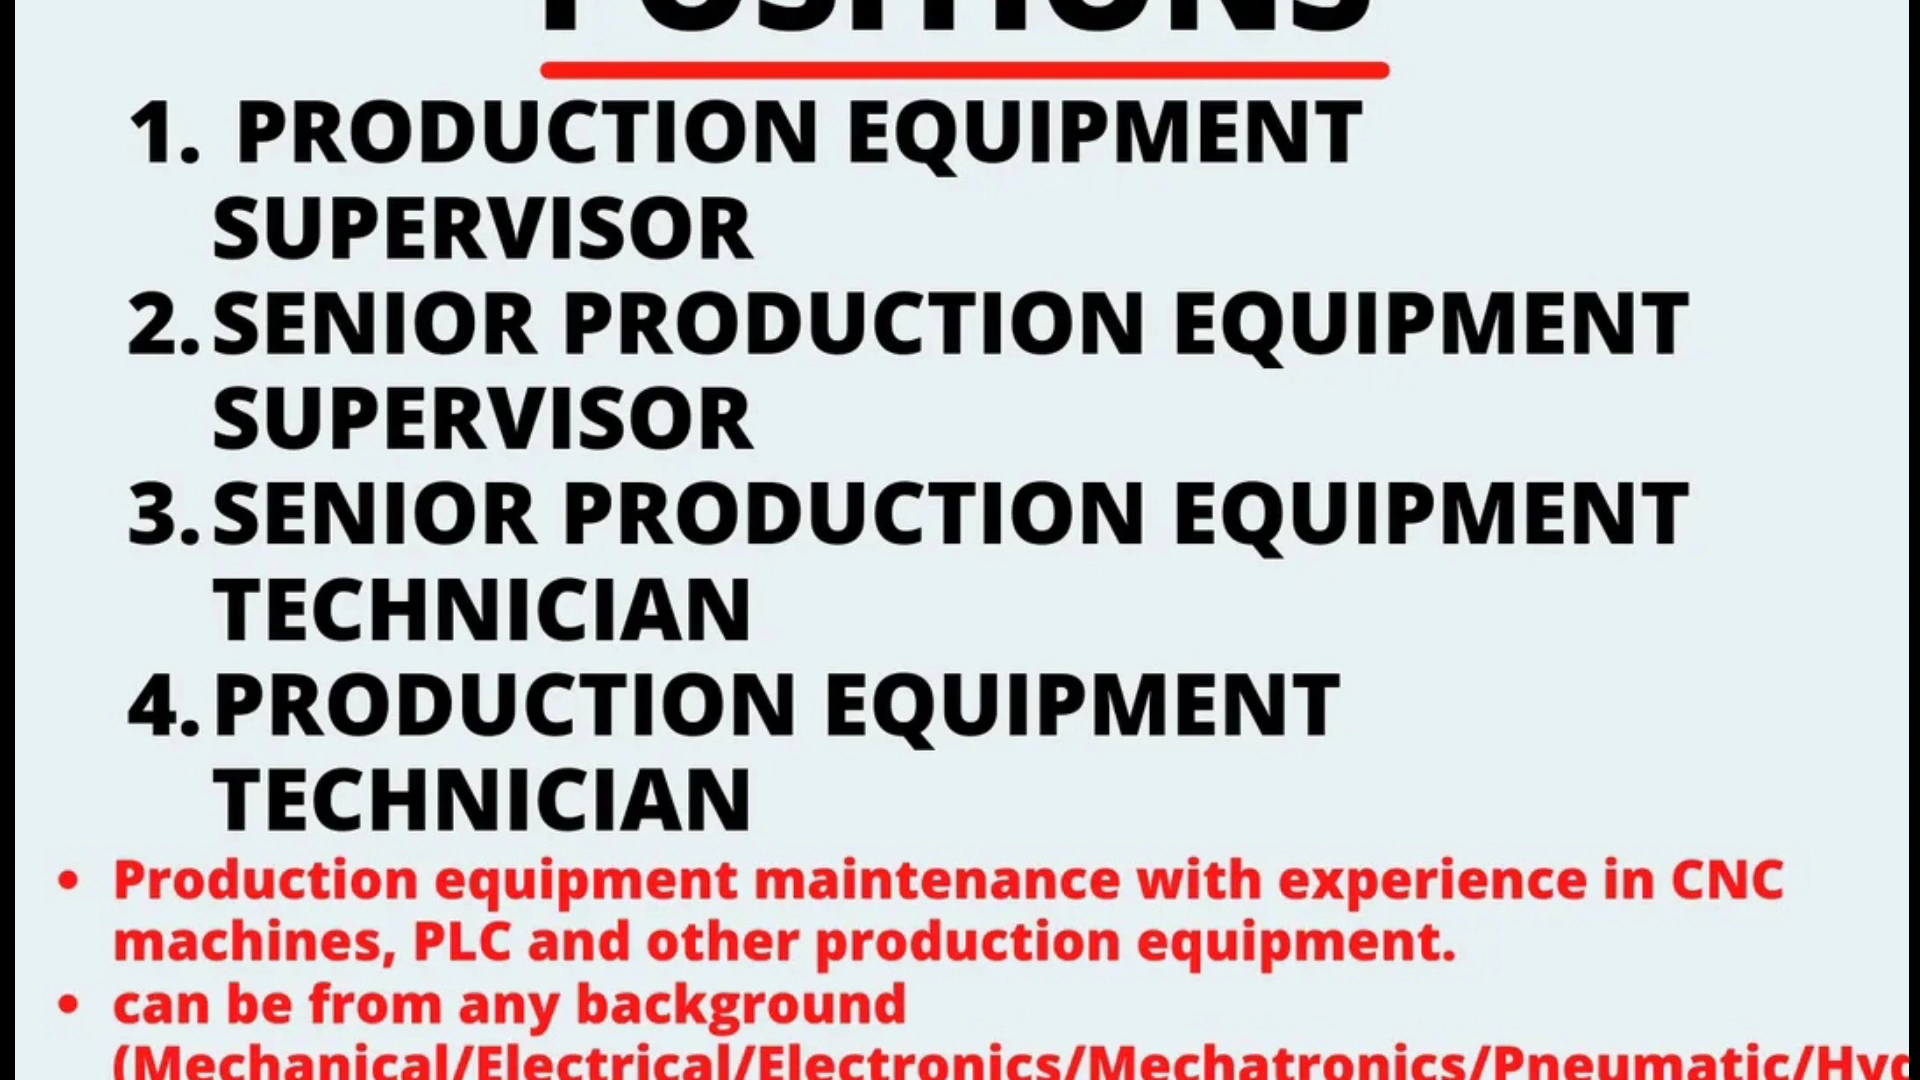 POSITIONS
1. PRODUCTION EQUIPMENT
SUPERVISOR
2. SENIOR PRODUCTION EQUIPMENT
SUPERVISOR
3. SENIOR PRODUCTION EQUIPMENT
TECHNICIAN
4. PRODUCTION EQUIPMENT
TECHNICIAN
• Production equipment maintenance with experience in CNC
machines, PLC and other production equipment.
• can be from any background
(Mechanical/Electrical/Electronics/Mechatronics/Pneumatic/